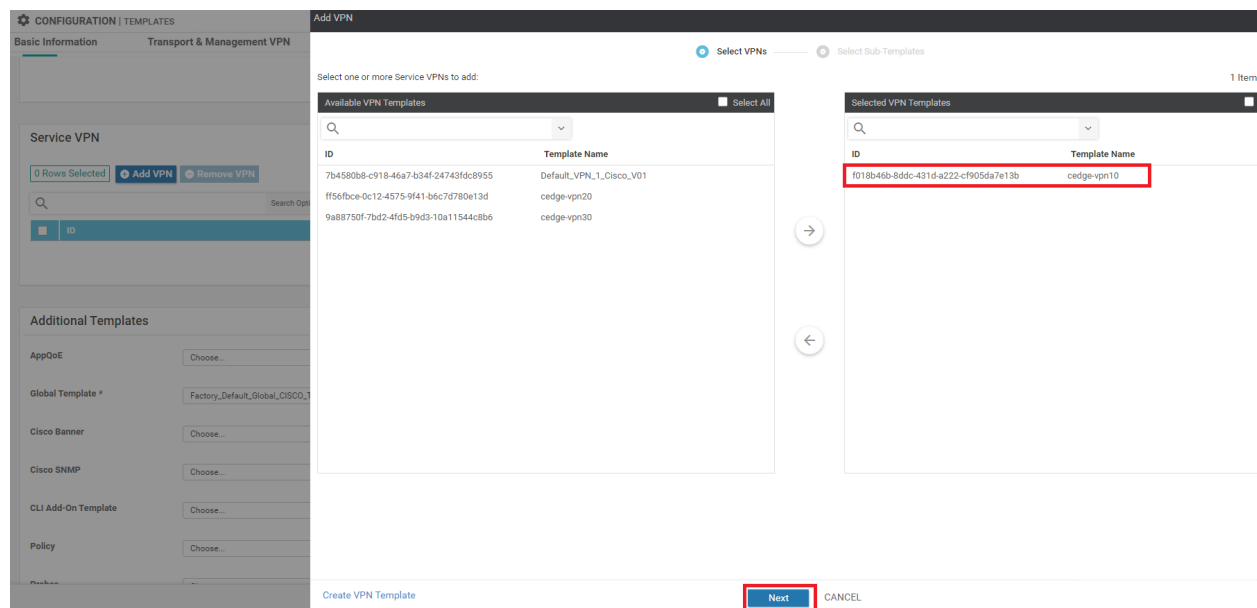 CONFIGURATION | TEMPLATES
Add VPN
Basic Information
Transport & Management VPN
Select VPNs
Select Sub-Templates
Select one or more Service VPNs to add:
1 Item
Available VPN Templates
Select All
Selected VPN Templates
ID
Template Name
7b4580b8-c918-46a7-b34f-24743fdc8955
Default_VPN_1_Cisco_V01
ff56fbce-0c12-4575-9f41-b6c7d780e13d
cedge-vpn20
9a88750f-7bd2-4fd5-b9d3-10a11544c8b6
cedge-vpn30
ID
Template Name
f018b46b-8ddc-431d-a222-cf905da7e13b
cedge-vpn10
Service VPN
0 Rows Selected
Add VPN
Remove VPN
Search Opti
ID
Additional Templates
AppQoE
Choose...
Global Template *
Factory_Default_Global_CISCO_T
Cisco Banner
Choose...
Cisco SNMP
Choose...
CLI Add-On Template
Choose...
Policy
Choose...
Create VPN Template
Next
CANCEL